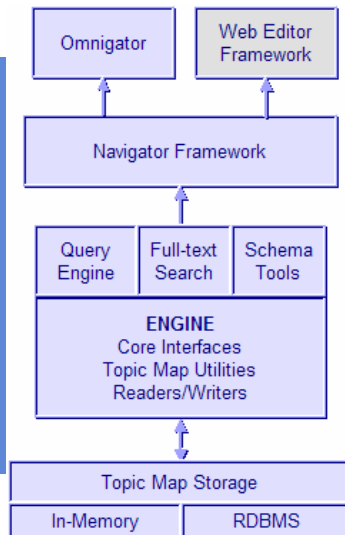 Omnigator
Web Editor
Framework
Navigator Framework
Query
Engine
Full-text
Search
Schema
Tools
ENGINE
Core Interfaces
Topic Map Utilities
Readers/Writers
Topic Map Storage
In-Memory
RDBMS